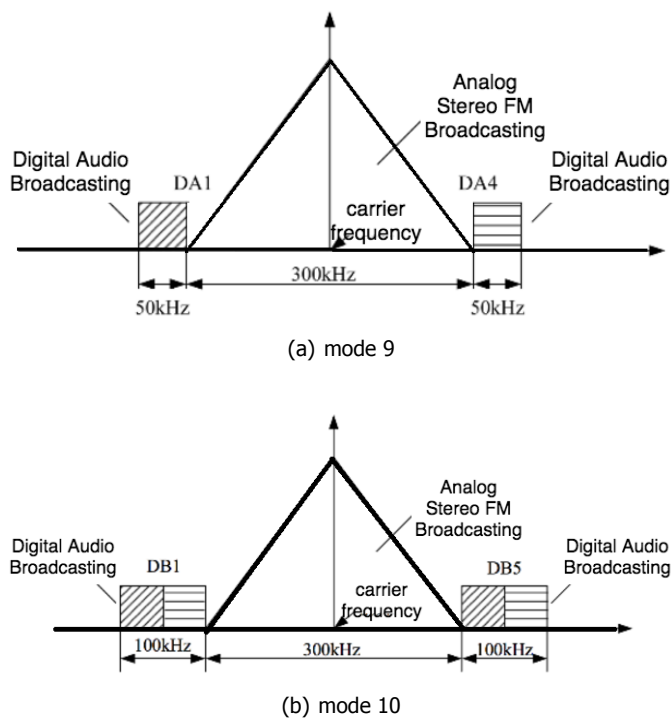 Analog
Stereo FM
Broadcasting
Digital Audio
Broadcasting
DA1
DA4
Digital Audio
Broadcasting
carrier
frequency
300kHz
50kHz
50kHz
(a) mode 9
Analog
Stereo FM
Broadcasting
Digital Audio
Broadcasting
DB1
DB5
Digital Audio
Broadcasting
carrier
frequency
100kHz
300kHz
100kHz
(b) mode 10